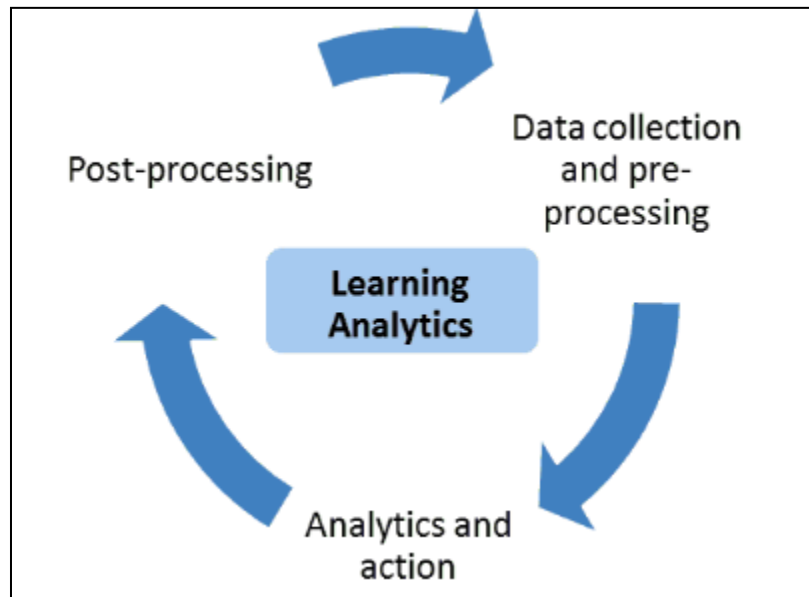 Post-processing
Data collection
and pre-
processing
Learning
Analytics
Analytics and
action